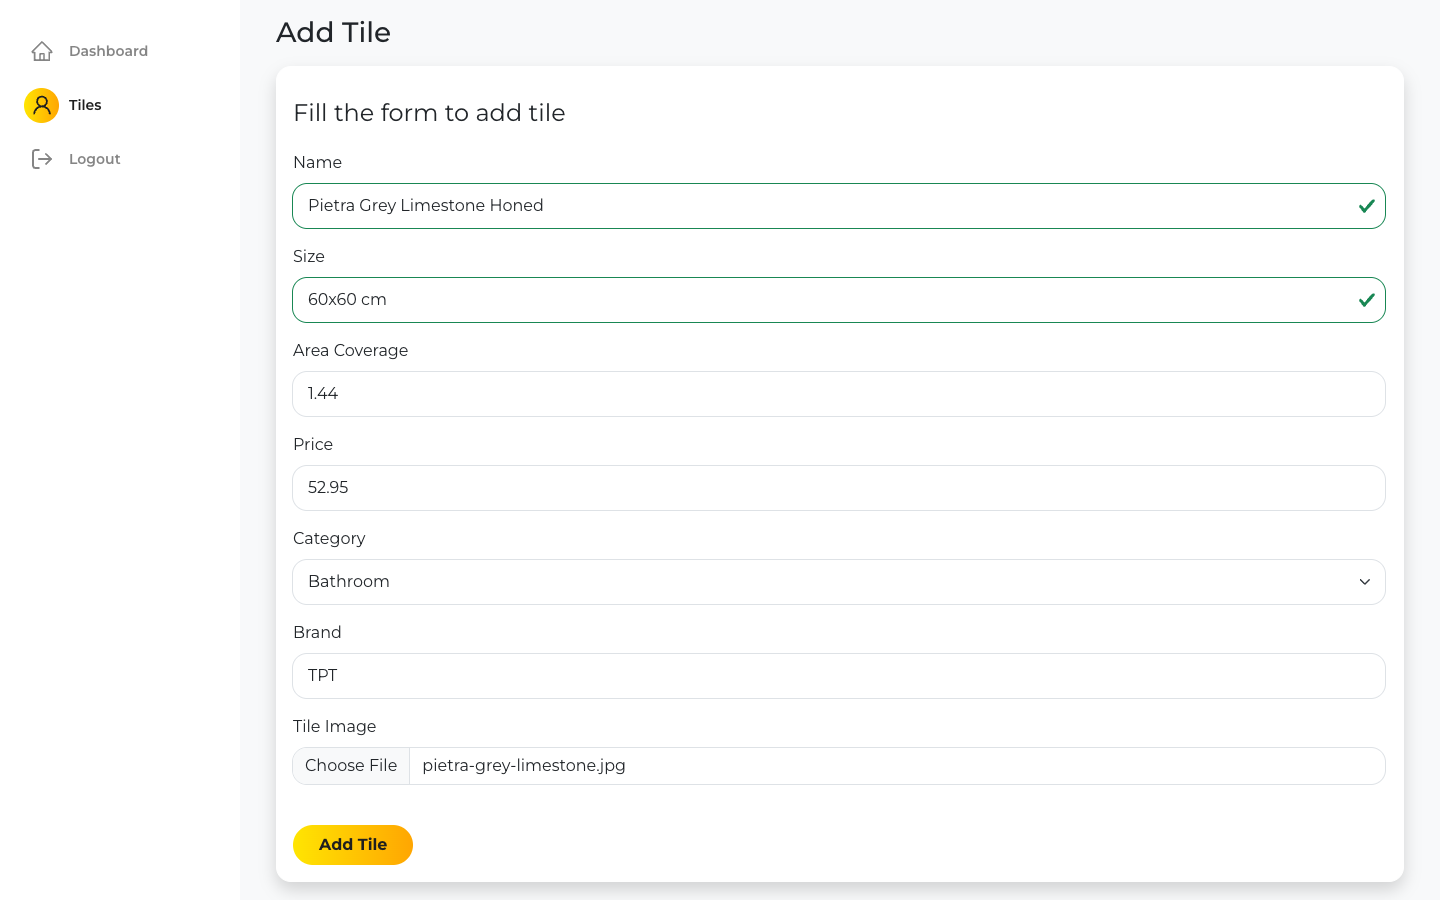 Dashboard
Tiles
Logout
Add Tile
Fill the form to add tile
Name
Pietra Grey Limestone Honed
Size
60x60 cm
Area Coverage
1.44
Price
52.95
Category
Bathroom
Brand
TPT
Tile Image
Choose File pietra-grey-limestone.jpg
Add Tile